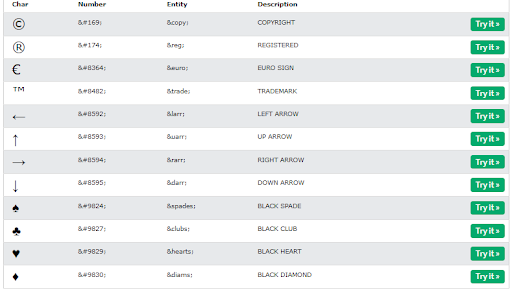 Char Number Entity Description
© &#169; &copy; COPYRIGHT Try it »
® &#174; &reg; REGISTERED Try it »
€ &#8364; &euro; EURO SIGN Try it »
™ &#8482; &trade; TRADEMARK Try it »
← &#8592; &larr; LEFT ARROW Try it »
↑ &#8593; &uarr; UP ARROW Try it »
→ &#8594; &rarr; RIGHT ARROW Try it »
↓ &#8595; &darr; DOWN ARROW Try it »
♠ &#9824; &spades; BLACK SPADE Try it »
♣ &#9827; &clubs; BLACK CLUB Try it »
♥ &#9829; &hearts; BLACK HEART Try it »
♦ &#9830; &diams; BLACK DIAMOND Try it »